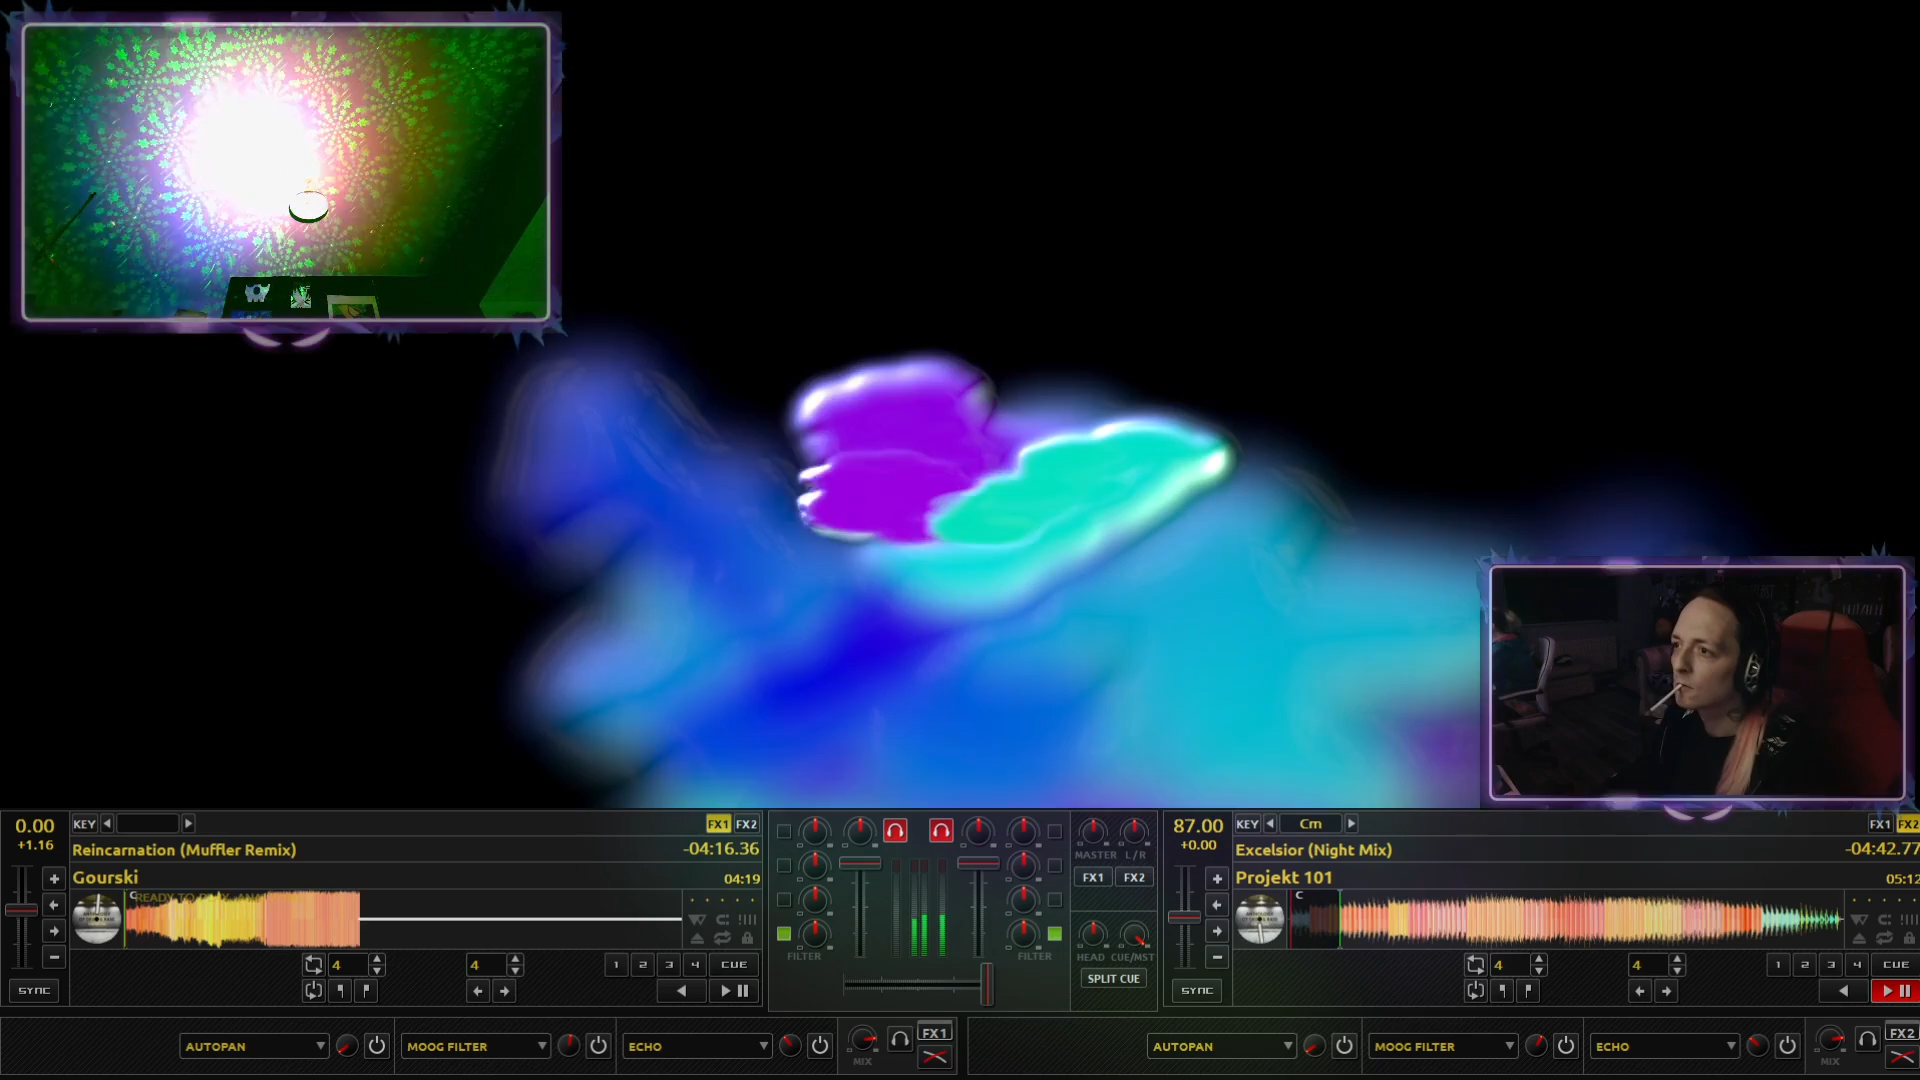 0.00
+1.16
KEY
FX1 FX2
Reincarnation (Muffler Remix)
-04:16.36
Gourski
04:19
C
4
4
1 2 3 4 CUE
SYNC
FILTER
FILTER
MASTER L/R
FX1 FX2
HEAD CUE/MST
SPLIT CUE
87.00
+0.00
KEY Cm
FX1 FX2
Excelsior (Night Mix)
-04:42.77
Projekt 101
05:12
C
4
4
1 2 3 4 CUE
SYNC
AUTOPAN
MOOG FILTER
ECHO
MIX
FX1
AUTOPAN
MOOG FILTER
ECHO
MIX
FX2